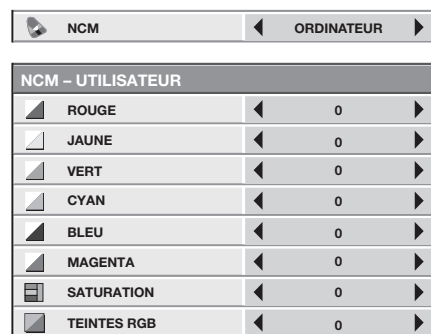 NCM ORDINATEUR
NCM – UTILISATEUR
ROUGE 0
JAUNE 0
VERT 0
CYAN 0
BLEU 0
MAGENTA 0
SATURATION 0
TEINTES RGB 0